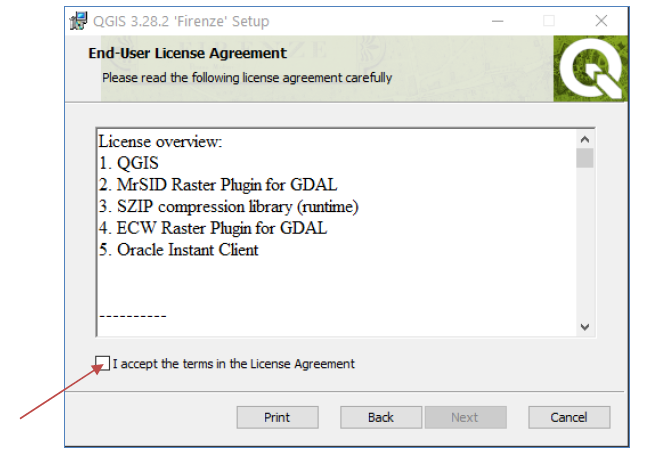 QGIS 3.28.2 'Firenze' Setup
End-User License Agreement
Please read the following license agreement carefully
License overview:
1. QGIS
2. MrSID Raster Plugin for GDAL
3. SZIP compression library (runtime)
4. ECW Raster Plugin for GDAL
5. Oracle Instant Client
----------
I accept the terms in the License Agreement
Print Back Next Cancel